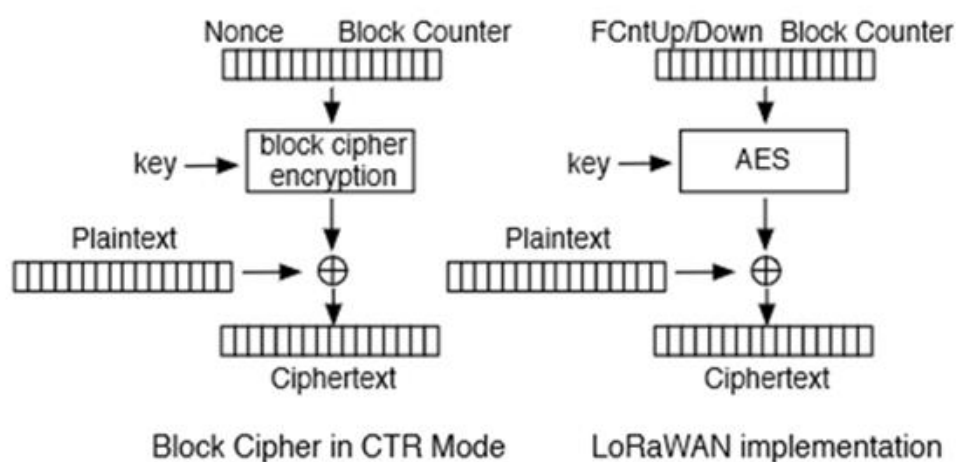 Nonce Block Counter
block cipher
encryption
key
Plaintext
Ciphertext
Block Cipher in CTR Mode
FCntUp/Down Block Counter
AES
key
Plaintext
Ciphertext
LoRaWAN implementation